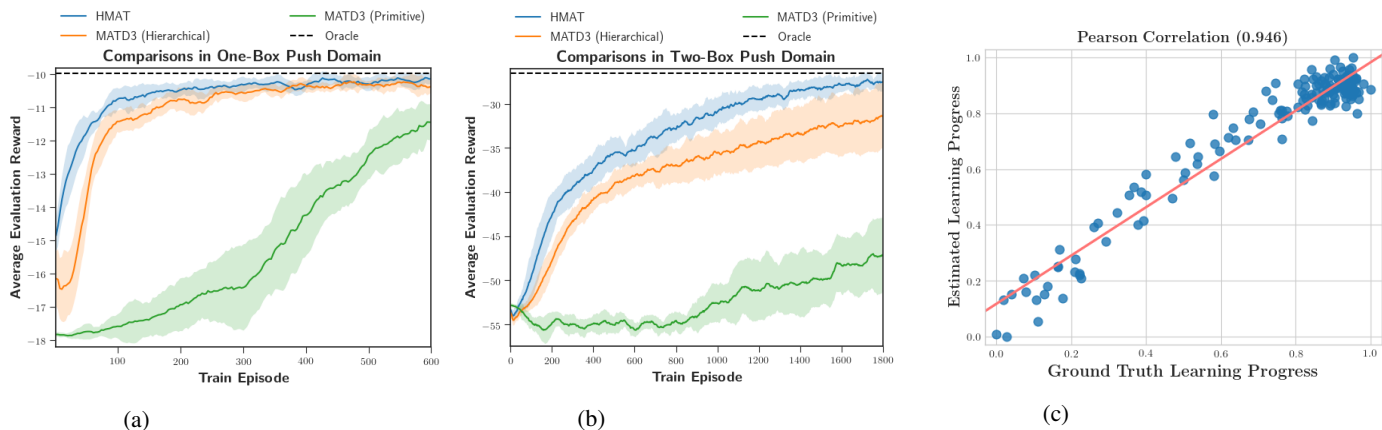 HMAT
MATD3 (Hierarchical)
MATD3 (Primitive)
Oracle
Comparisons in One-Box Push Domain
Average Evaluation Reward
−10
−11
−12
−13
−14
−15
−16
−17
−18
100
200
300
400
500
600
Train Episode
(a)
HMAT
MATD3 (Hierarchical)
MATD3 (Primitive)
Oracle
Comparisons in Two-Box Push Domain
Average Evaluation Reward
−30
−35
−40
−45
−50
−55
0
200
400
600
800
1000
1200
1400
1600
1800
Train Episode
(b)
Pearson Correlation (0.946)
Estimated Learning Progress
1.0
0.8
0.6
0.4
0.2
0.0
0.0
0.2
0.4
0.6
0.8
1.0
Ground Truth Learning Progress
(c)